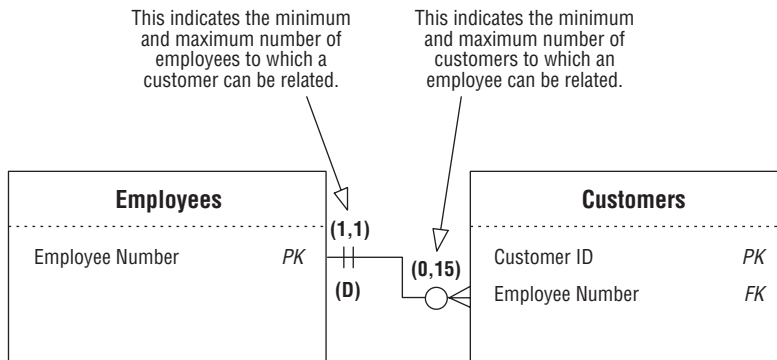 This indicates the minimum
and maximum number of
employees to which a
customer can be related.
This indicates the minimum
and maximum number of
customers to which an
employee can be related.
Employees
Employee Number PK
(1,1)
(D)
(0,15)
Customers
Customer ID PK
Employee Number FK